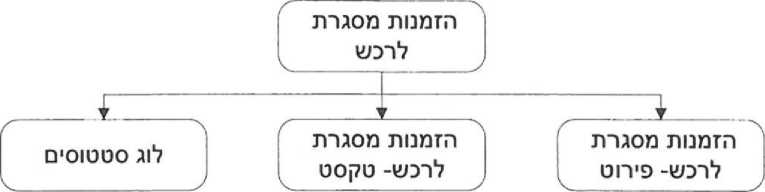 הזמנות מסגרת
לרכש
הזמנות מסגרת
לרכש- פירוט
הזמנות מסגרת
לרכש- טקסט
לוג סטטוסים